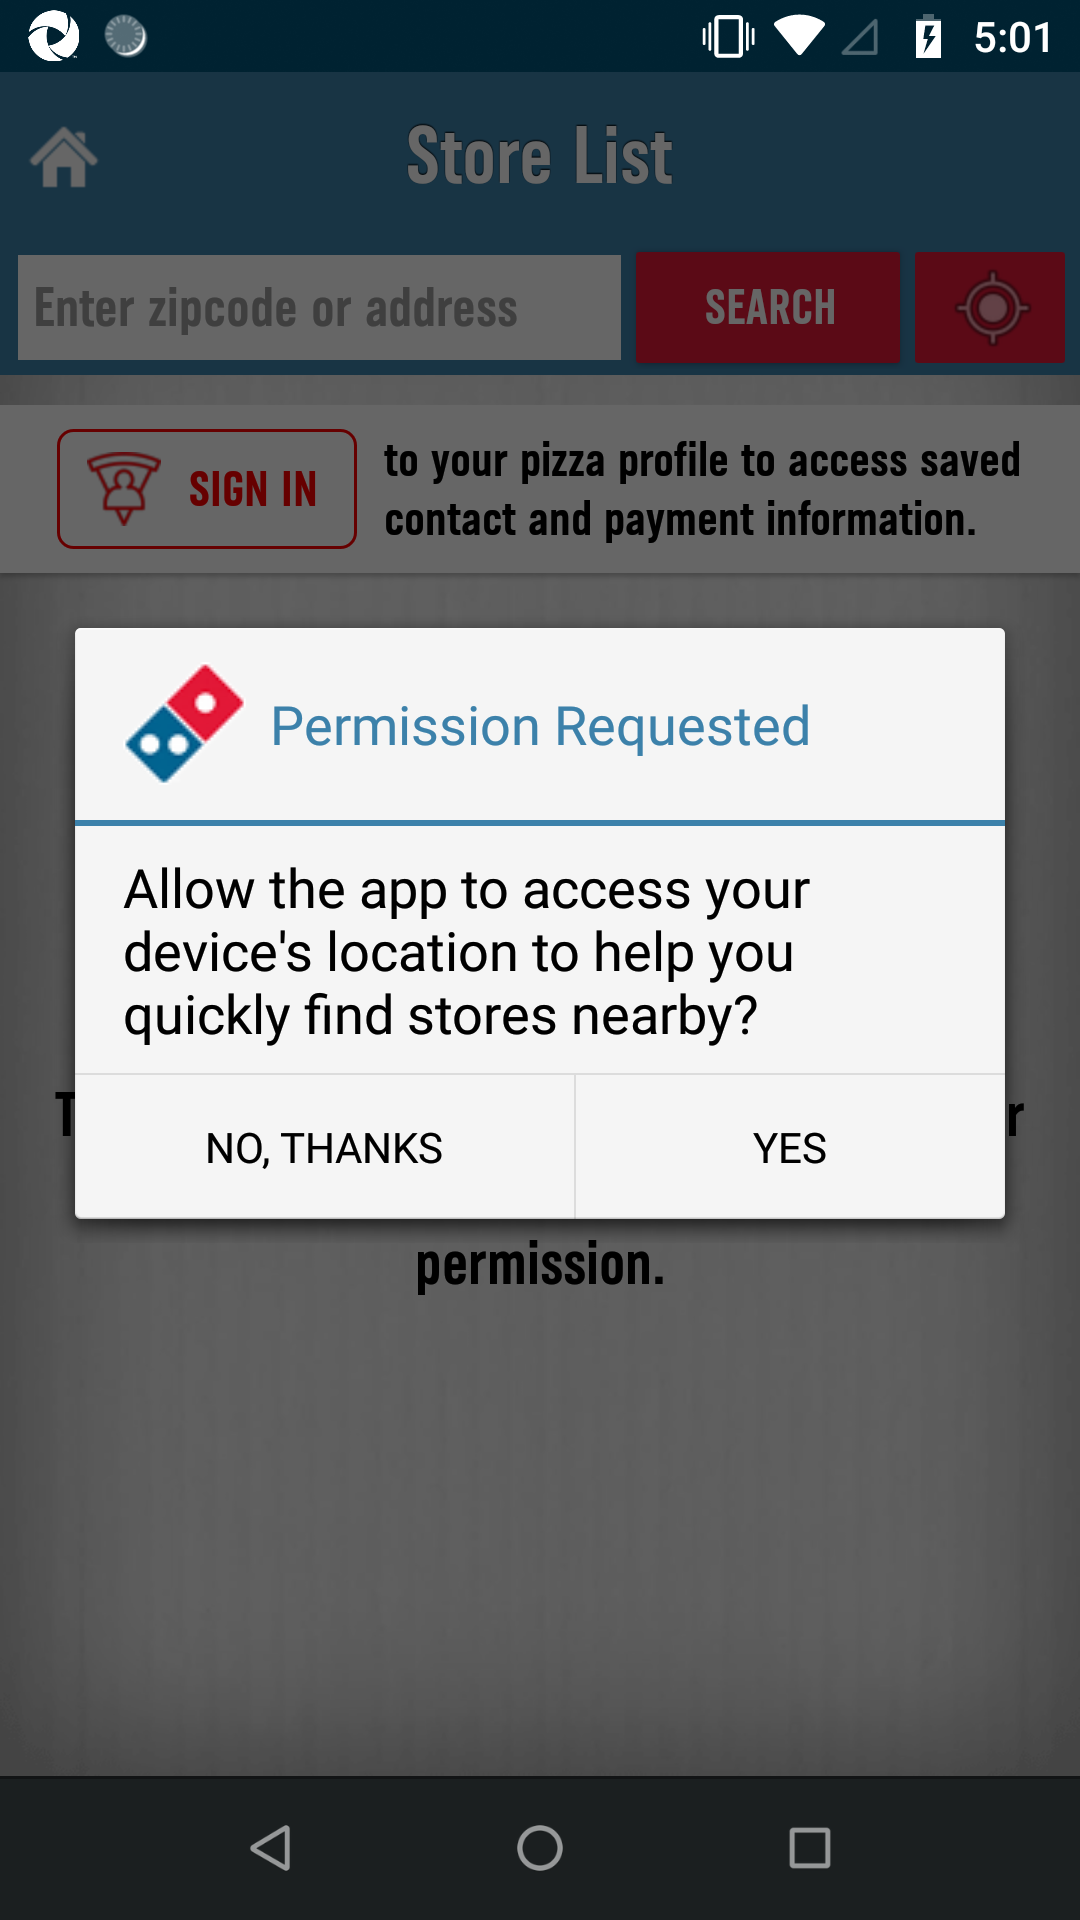 5:01
Store List
Enter zipcode or address
SEARCH
SIGN IN
to your pizza profile to access saved
contact and payment information.
Permission Requested
Allow the app to access your
device's location to help you
quickly find stores nearby?
NO, THANKS
YES
permission.